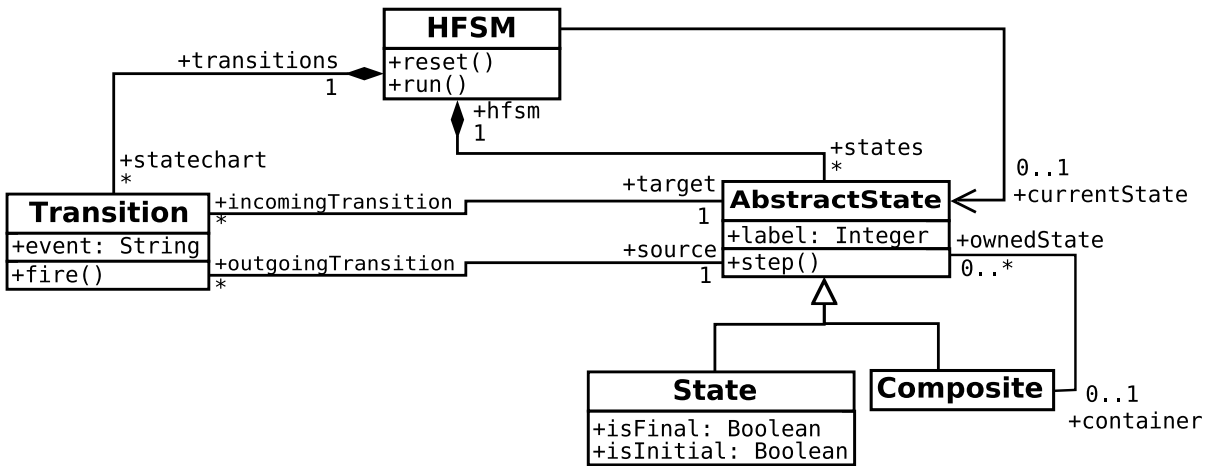 HFSM
+reset()
+run()
+transitions
1
+hfsm
1
+statechart
*
+states
*
0..1
+currentState
Transition
+event: String
+fire()
+incomingTransition
*
+target
1
+outgoingTransition
*
+source
1
AbstractState
+label: Integer
+step()
+ownedState
0..*
State
+isFinal: Boolean
+isInitial: Boolean
Composite
0..1
+container